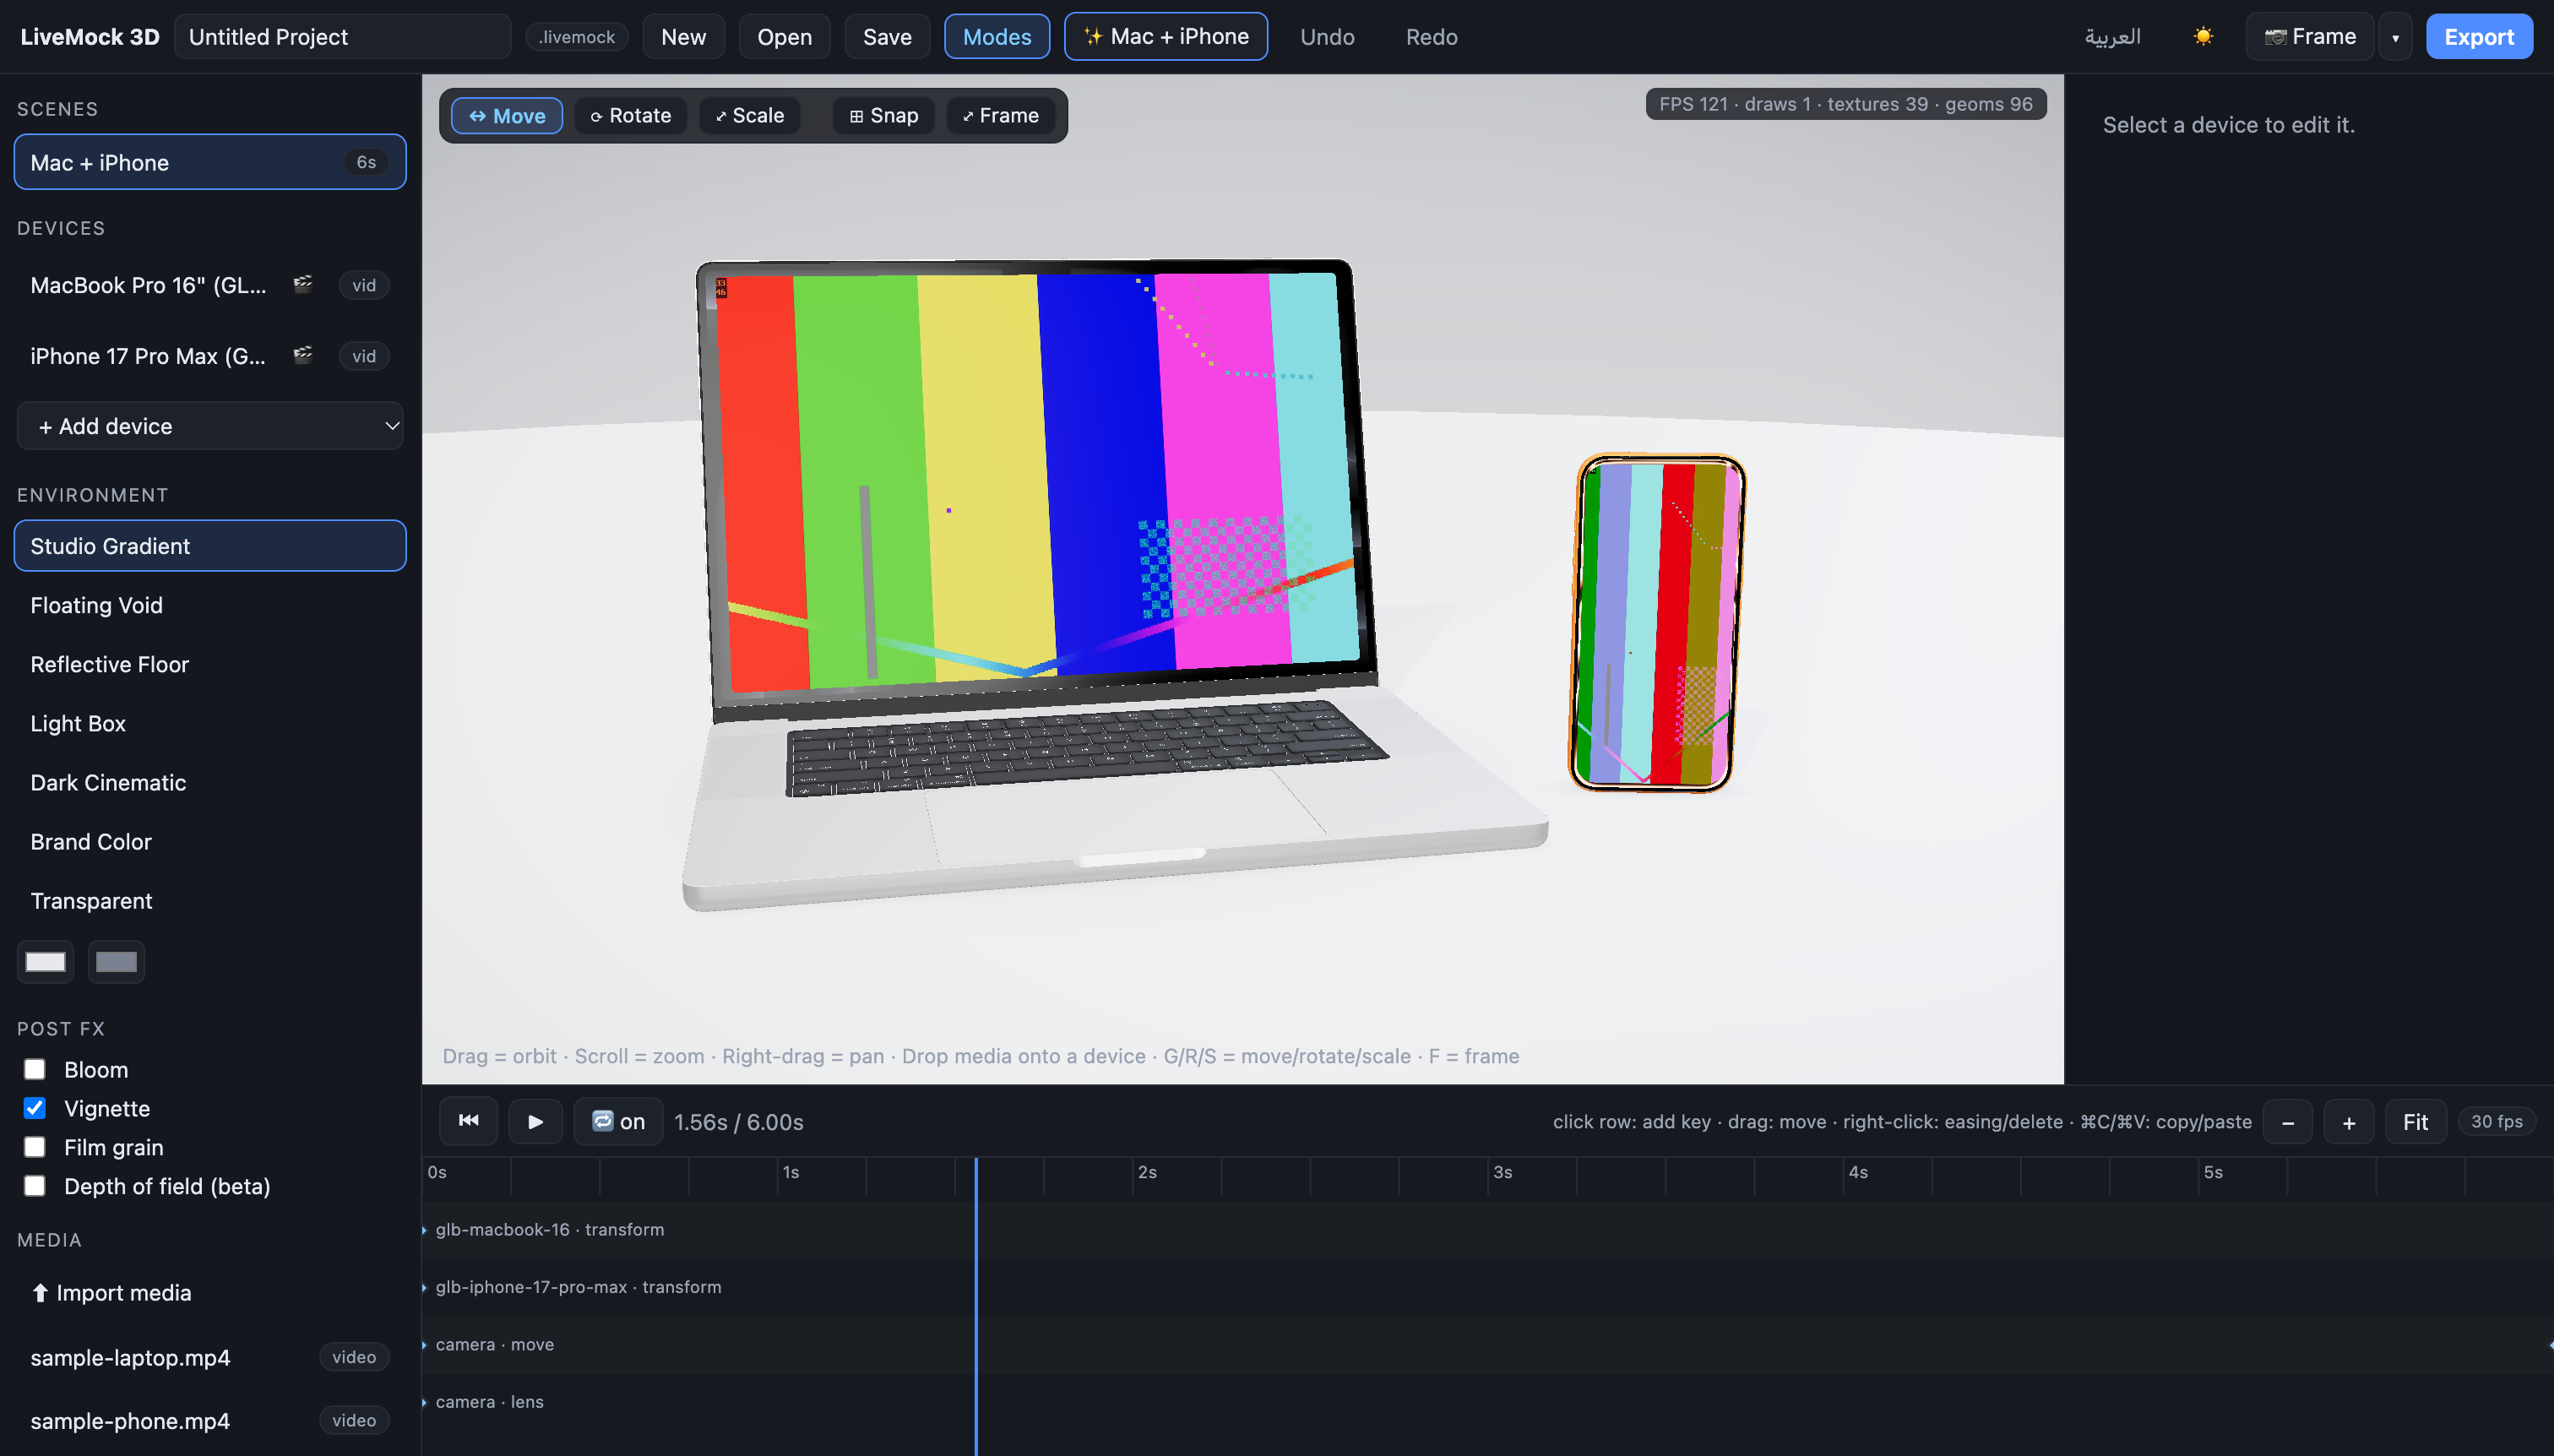 LiveMock 3D Untitled Project .livemock New Open Save Modes ✨ Mac + iPhone Undo Redo العربية ☀️ 📷 Frame ▾ Export
SCENES
Mac + iPhone 6s
DEVICES
MacBook Pro 16" (GL... 🎬 vid
iPhone 17 Pro Max (G... 🎬 vid
+ Add device
ENVIRONMENT
Studio Gradient
Floating Void
Reflective Floor
Light Box
Dark Cinematic
Brand Color
Transparent
POST FX
Bloom
Vignette
Film grain
Depth of field (beta)
MEDIA
⬆ Import media
sample-laptop.mp4 video
sample-phone.mp4 video
↔ Move ⟳ Rotate ⤢ Scale ⊞ Snap ⤢ Frame
FPS 121 · draws 1 · textures 39 · geoms 96
Drag = orbit · Scroll = zoom · Right-drag = pan · Drop media onto a device · G/R/S = move/rotate/scale · F = frame
Select a device to edit it.
⏮ ▶ 🔁 on 1.56s / 6.00s click row: add key · drag: move · right-click: easing/delete · ⌘C/⌘V: copy/paste – + Fit 30 fps
0s 1s 2s 3s 4s 5s
glb-macbook-16 · transform
glb-iphone-17-pro-max · transform
camera · move
camera · lens